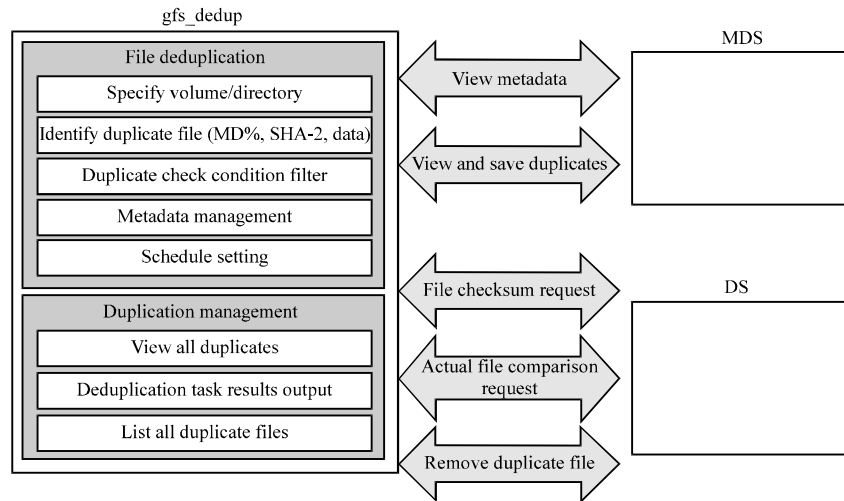 gfs_dedup
File deduplication
Specify volume/directory
Identify duplicate file (MD%, SHA-2, data)
Duplicate check condition filter
Metadata management
Schedule setting
Duplication management
View all duplicates
Deduplication task results output
List all duplicate files
View metadata
View and save duplicates
File checksum request
Actual file comparison
request
Remove duplicate file
MDS
DS